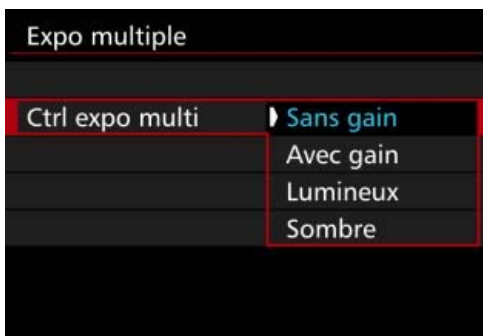 Expo multiple
Ctrl expo multi Sans gain
Avec gain
Lumineux
Sombre